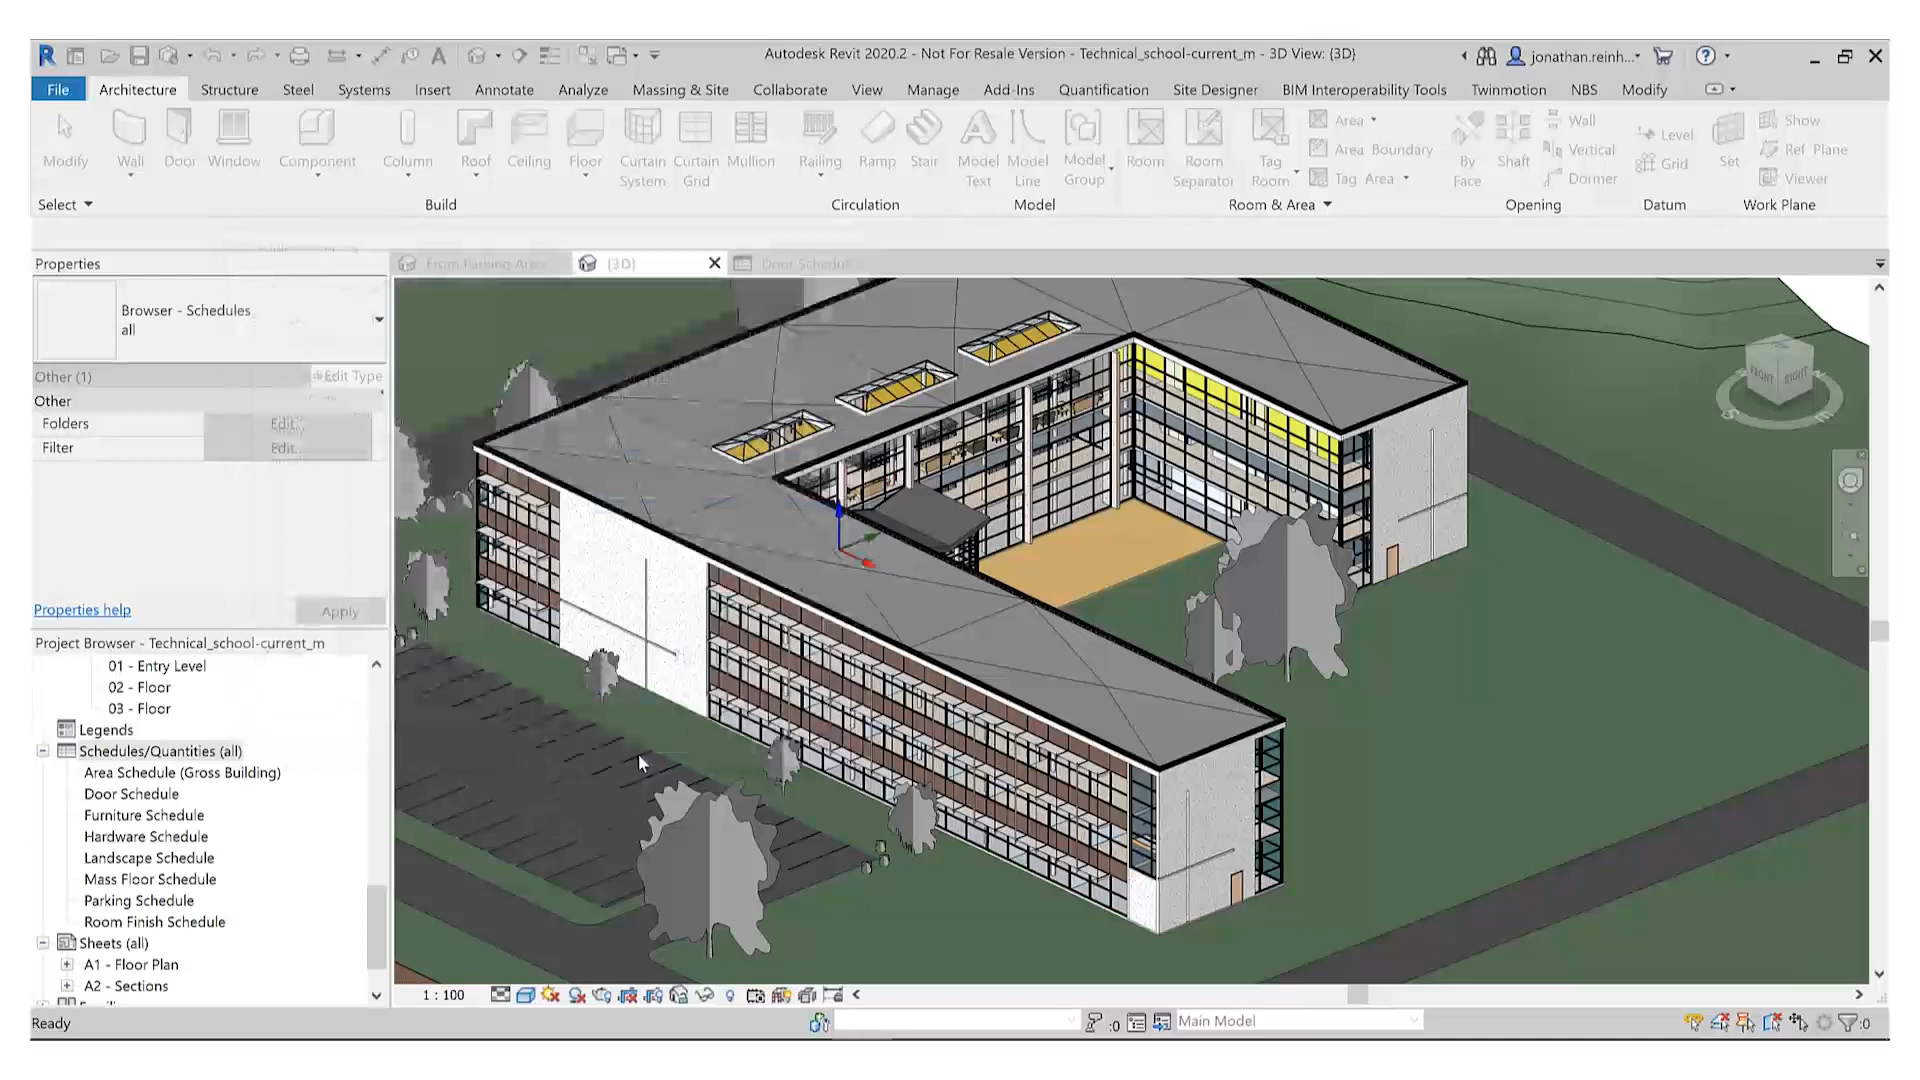 Autodesk Revit 2020.2 - Not For Resale Version - Technical_school-current_m - 3D View: {3D}
jonathan.reinh...
File Architecture Structure Steel Systems Insert Annotate Analyze Massing & Site Collaborate View Manage Add-Ins Quantification Site Designer BIM Interoperability Tools Twinmotion NBS Modify
Modify Wall Door Window Component Column Roof Ceiling Floor Curtain System Curtain Grid Mullion Railing Ramp Stair Model Text Model Line Model Group Room Room Separator Tag Room
Area
Area Boundary
Tag Area
By Face
Shaft
Wall
Vertical
Dormer
Level
Grid
Set
Show
Ref Plane
Viewer
Select Build Circulation Model Room & Area Opening Datum Work Plane
Properties
From Parking Area {3D} Door Schedule
Browser - Schedules
all
Other (1) Edit Type
Other
Folders Edit...
Filter Edit...
Properties help Apply
Project Browser - Technical_school-current_m
01 - Entry Level
02 - Floor
03 - Floor
Legends
Schedules/Quantities (all)
Area Schedule (Gross Building)
Door Schedule
Furniture Schedule
Hardware Schedule
Landscape Schedule
Mass Floor Schedule
Parking Schedule
Room Finish Schedule
Sheets (all)
A1 - Floor Plan
A2 - Sections
FRONT RIGHT
S E
1 : 100
Ready :0 Main Model :0